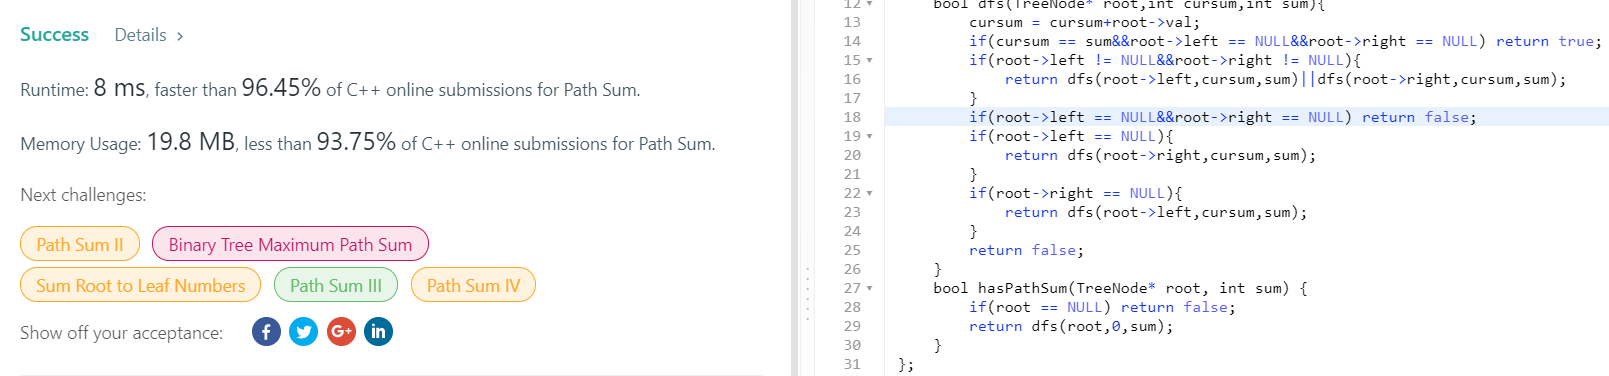 Success Details >
Runtime: 8 ms, faster than 96.45% of C++ online submissions for Path Sum.
Memory Usage: 19.8 MB, less than 93.75% of C++ online submissions for Path Sum.
Next challenges:
Path Sum II Binary Tree Maximum Path Sum
Sum Root to Leaf Numbers Path Sum III Path Sum IV
Show off your acceptance: f G+ in
12 bool dfs(TreeNode* root,int cursum,int sum){
13 cursum = cursum+root->val;
14 if(cursum == sum&&root->left == NULL&&root->right == NULL) return true;
15 if(root->left != NULL&&root->right != NULL){
16 return dfs(root->left,cursum,sum)||dfs(root->right,cursum,sum);
17 }
18 if(root->left == NULL&&root->right == NULL) return false;
19 if(root->left == NULL){
20 return dfs(root->right,cursum,sum);
21 }
22 if(root->right == NULL){
23 return dfs(root->left,cursum,sum);
24 }
25 return false;
26 }
27 bool hasPathSum(TreeNode* root, int sum) {
28 if(root == NULL) return false;
29 return dfs(root,0,sum);
30 }
31 };